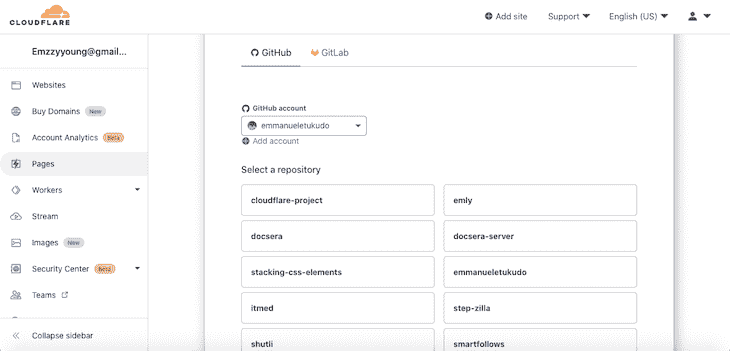 CLOUDFLARE
Add site
Support
English (US)
Emzzyyoung@gmail...
Websites
Buy Domains New
Account Analytics Beta
Pages
Workers
Stream
Images New
Security Center Beta
Teams
Collapse sidebar
GitHub
GitLab
GitHub account
emmanueletukudo
Add account
Select a repository
cloudflare-project
emly
docsera
docsera-server
stacking-css-elements
emmanueletukudo
itmed
step-zilla
shutli
smartfollows